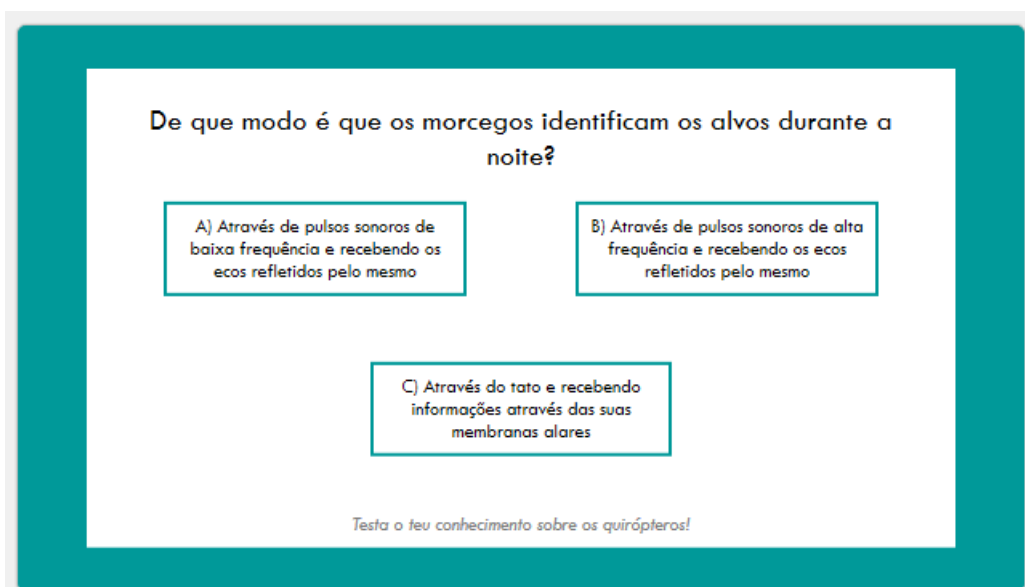 De que modo é que os morcegos identificam os alvos durante a
noite?
A) Através de pulsos sonoros de
baixa frequência e recebendo os
ecos refletidos pelo mesmo
B) Através de pulsos sonoros de alta
frequência e recebendo os ecos
refletidos pelo mesmo
C) Através do tato e recebendo
informações através das suas
membranas alares
Testa o teu conhecimento sobre os quirópteros!